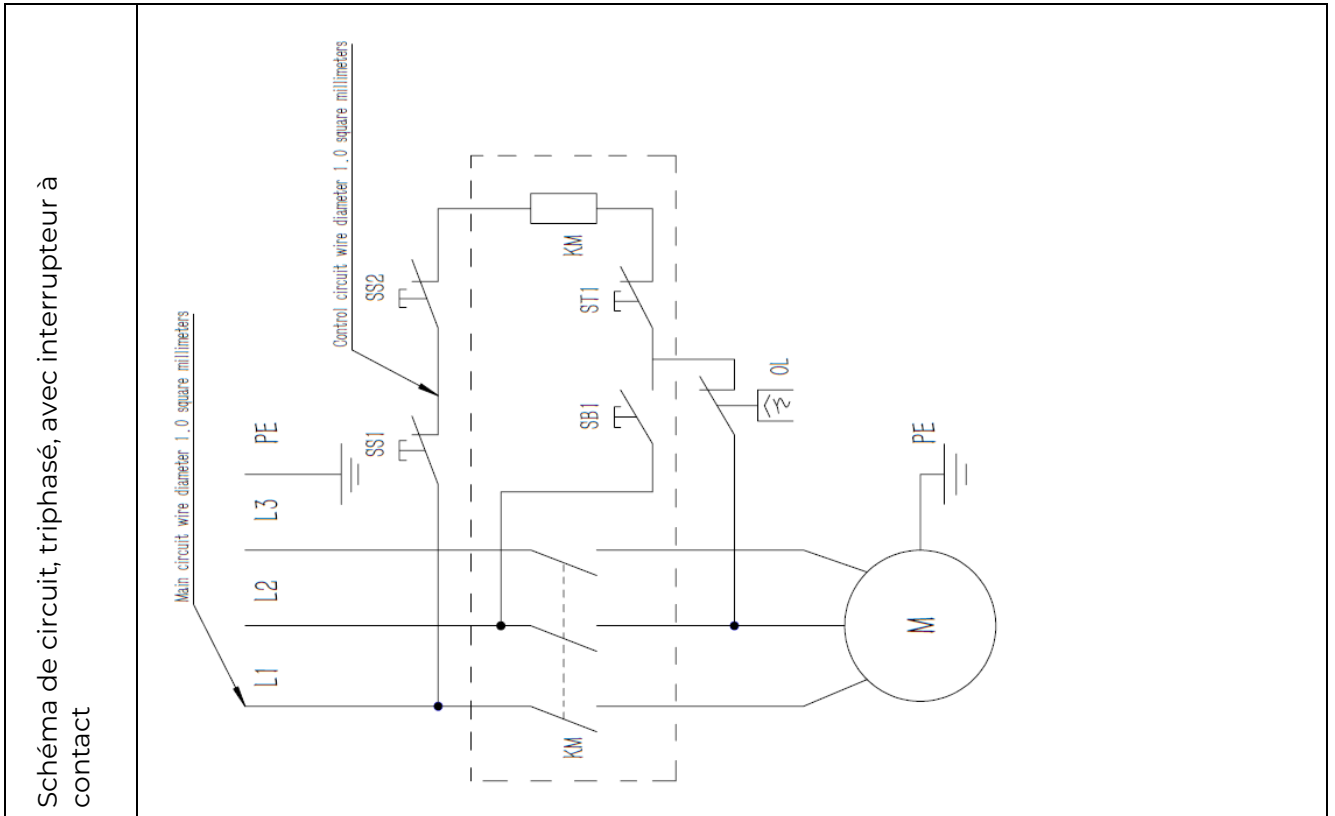 Schéma de circuit, triphasé, avec interrupteur à
contact
Main circuit wire diameter 1.0 square millimeters
Control circuit wire diameter 1.0 square millimeters
L1
L2
L3
PE
SS1
SS2
KM
ST1
SB1
OL
KM
M
PE